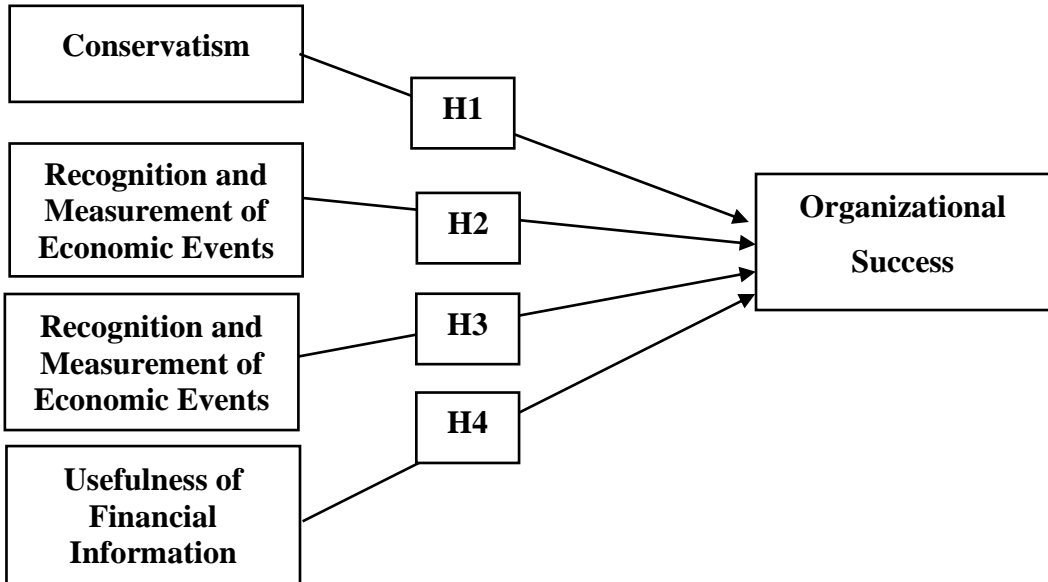 Conservatism
H1
Recognition and
Measurement of
Economic Events
H2
Organizational
Success
Recognition and
Measurement of
Economic Events
H3
H4
Usefulness of
Financial
Information